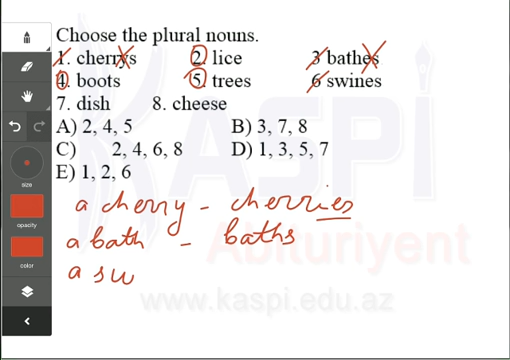 Choose the plural nouns.
1. cherrys 2. lice 3 bathes
4. boots 5. trees 6 swines
7. dish 8. cheese
A) 2, 4, 5 B) 3, 7, 8
C) 2, 4, 6, 8 D) 1, 3, 5, 7
E) 1, 2, 6
a cherry - cherries
a bath - baths
a sw
KASPI
Abituriyent
www.kaspi.edu.az
size
opacity
color